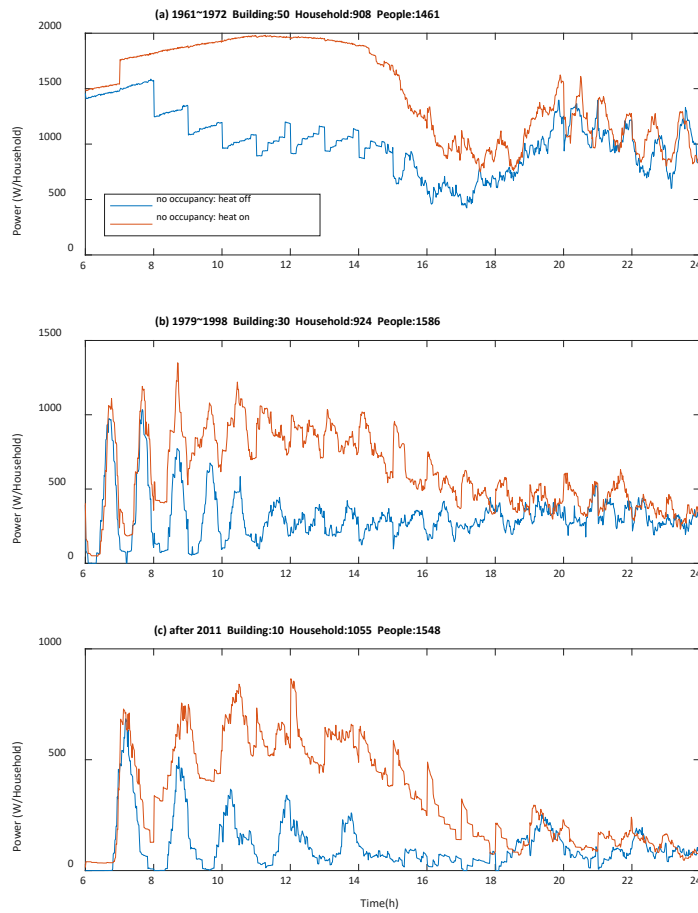 (a) 1961~1972 Building:50 Household:908 People:1461
2000
1500
1000
500
0
Power (W/Household)
no occupancy: heat off
no occupancy: heat on
6 8 10 12 14 16 18 20 22 24
(b) 1979~1998 Building:30 Household:924 People:1586
1500
1000
500
0
Power (W/Household)
6 8 10 12 14 16 18 20 22 24
(c) after 2011 Building:10 Household:1055 People:1548
1000
500
0
Power (W/Household)
6 8 10 12 14 16 18 20 22 24
Time(h)